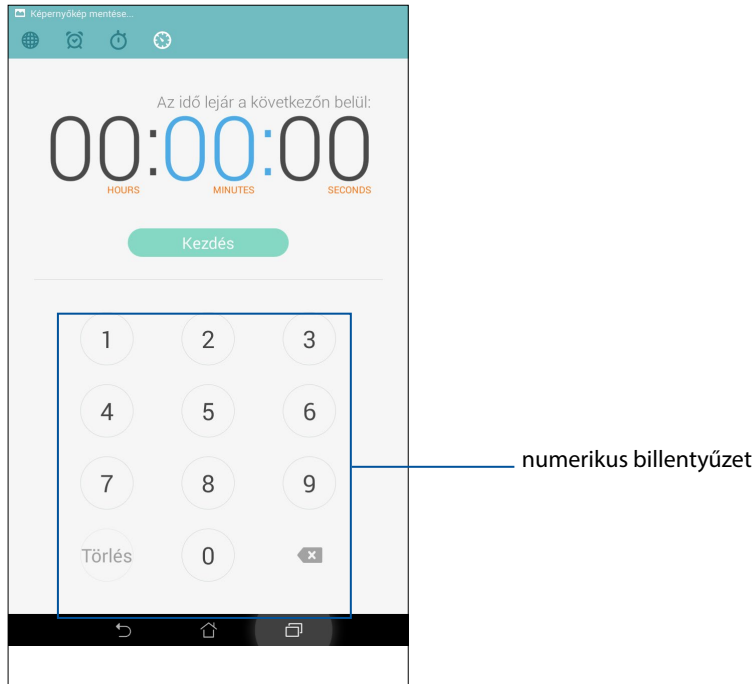 Képernyőkép mentése...
Az idő lejár a következőn belül:
00:00:00
HOURS MINUTES SECONDS
Kezdés
1 2 3
4 5 6
7 8 9
Törlés 0
numerikus billentyűzet